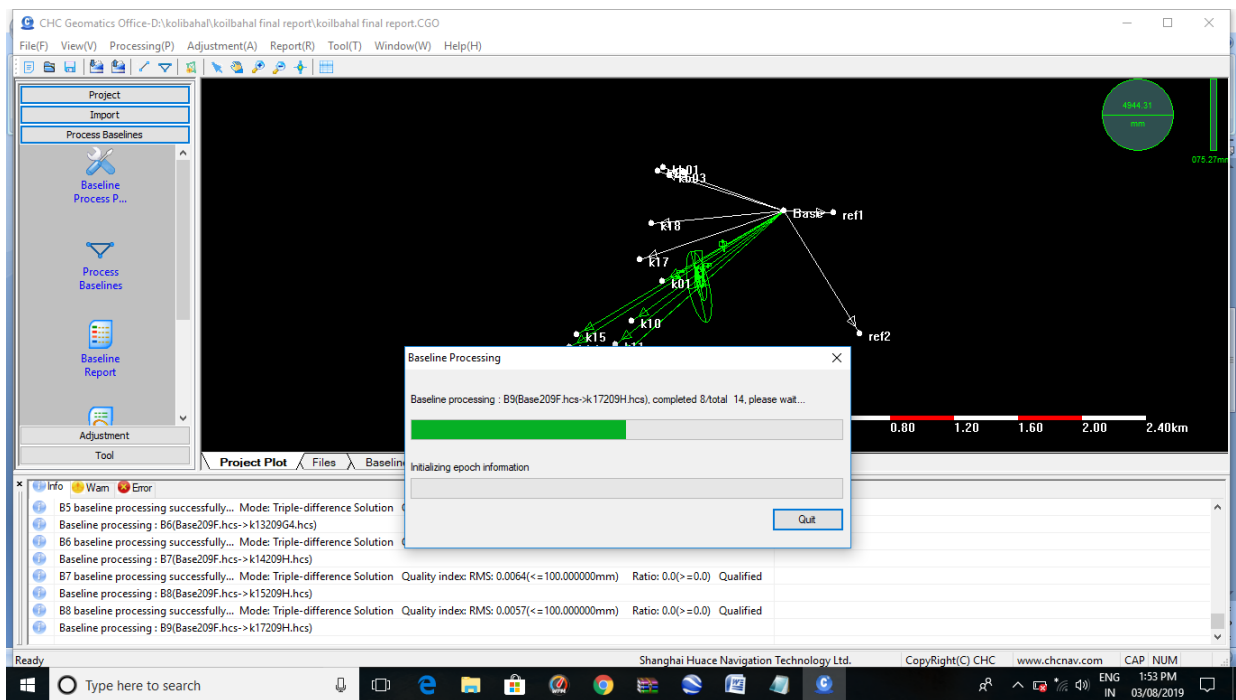 CHC Geomatics Office-D:\kolibahal\koilbahal final report\koilbahal final report.CGO
File(F) View(V) Processing(P) Adjustment(A) Report(R) Tool(T) Window(W) Help(H)
Project
Import
Process Baselines
Baseline
Process P...
Process
Baselines
Baseline
Report
Adjustment
Tool
4944.31
mm
075.27mm
kb01
kb03
Base
ref1
k18
k17
k01
k10
k15
k11
ref2
0.80 1.20 1.60 2.00 2.40km
Baseline Processing
Baseline processing : B9(Base209F.hcs->k17209H.hcs), completed 8/total 14, please wait...
Initializing epoch information
Quit
Project Plot Files Baselin
Info Warn Error
B5 baseline processing successfully... Mode: Triple-difference Solution
Baseline processing : B6(Base209F.hcs->k13209G4.hcs)
B6 baseline processing successfully... Mode: Triple-difference Solution
Baseline processing : B7(Base209F.hcs->k14209H.hcs)
B7 baseline processing successfully... Mode: Triple-difference Solution Quality index: RMS: 0.0064(<=100.000000mm) Ratio: 0.0(>=0.0) Qualified
Baseline processing : B8(Base209F.hcs->k15209H.hcs)
B8 baseline processing successfully... Mode: Triple-difference Solution Quality index: RMS: 0.0057(<=100.000000mm) Ratio: 0.0(>=0.0) Qualified
Baseline processing : B9(Base209F.hcs->k17209H.hcs)
Ready Shanghai Huace Navigation Technology Ltd. CopyRight(C) CHC www.chcnav.com CAP NUM
Type here to search
ENG
IN
1:53 PM
03/08/2019